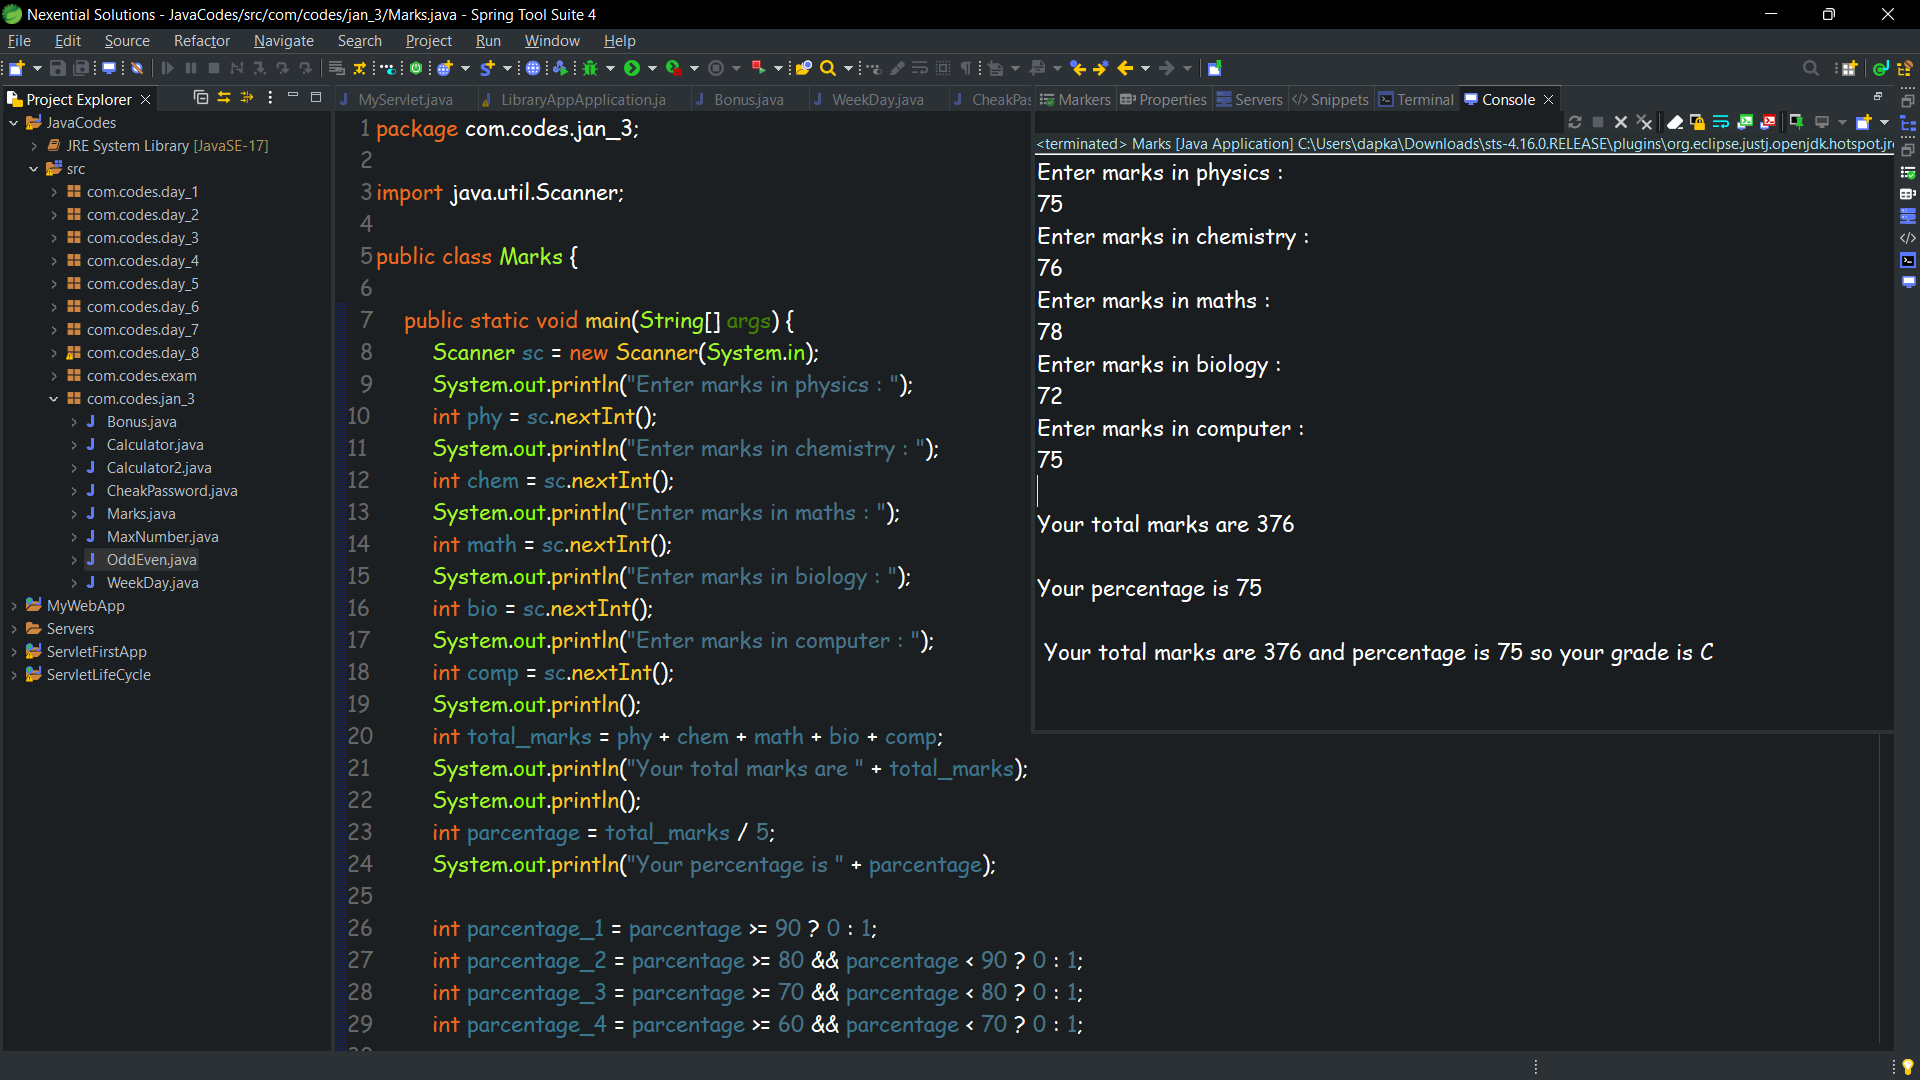 Nexential Solutions - JavaCodes/src/com/codes/jan_3/Marks.java - Spring Tool Suite 4
File Edit Source Refactor Navigate Search Project Run Window Help
Project Explorer
JavaCodes
JRE System Library [JavaSE-17]
src
com.codes.day_1
com.codes.day_2
com.codes.day_3
com.codes.day_4
com.codes.day_5
com.codes.day_6
com.codes.day_7
com.codes.day_8
com.codes.exam
com.codes.jan_3
Bonus.java
Calculator.java
Calculator2.java
CheakPassword.java
Marks.java
MaxNumber.java
OddEven.java
WeekDay.java
MyWebApp
Servers
ServletFirstApp
ServletLifeCycle
MyServlet.java LibraryAppApplication.ja Bonus.java WeekDay.java CheakPas
1 package com.codes.jan_3;
2
3 import java.util.Scanner;
4
5 public class Marks {
6
7 public static void main(String[] args) {
8 Scanner sc = new Scanner(System.in);
9 System.out.println("Enter marks in physics : ");
10 int phy = sc.nextInt();
11 System.out.println("Enter marks in chemistry : ");
12 int chem = sc.nextInt();
13 System.out.println("Enter marks in maths : ");
14 int math = sc.nextInt();
15 System.out.println("Enter marks in biology : ");
16 int bio = sc.nextInt();
17 System.out.println("Enter marks in computer : ");
18 int comp = sc.nextInt();
19 System.out.println();
20 int total_marks = phy + chem + math + bio + comp;
21 System.out.println("Your total marks are " + total_marks);
22 System.out.println();
23 int parcentage = total_marks / 5;
24 System.out.println("Your percentage is " + parcentage);
25
26 int parcentage_1 = parcentage >= 90 ? 0 : 1;
27 int parcentage_2 = parcentage >= 80 && parcentage < 90 ? 0 : 1;
28 int parcentage_3 = parcentage >= 70 && parcentage < 80 ? 0 : 1;
29 int parcentage_4 = parcentage >= 60 && parcentage < 70 ? 0 : 1;
Markers Properties Servers Snippets Terminal Console
<terminated> Marks [Java Application] C:\Users\dapka\Downloads\sts-4.16.0.RELEASE\plugins\org.eclipse.justj.openjdk.hotspot.jr
Enter marks in physics :
75
Enter marks in chemistry :
76
Enter marks in maths :
78
Enter marks in biology :
72
Enter marks in computer :
75
Your total marks are 376
Your percentage is 75
Your total marks are 376 and percentage is 75 so your grade is C